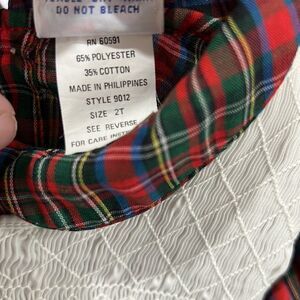 DO NOT BLEACH
RN 60591
65% POLYESTER
35% COTTON
MADE IN PHILIPPINES
STYLE 9012
SIZE 2T
SEE REVERSE
FOR CARE